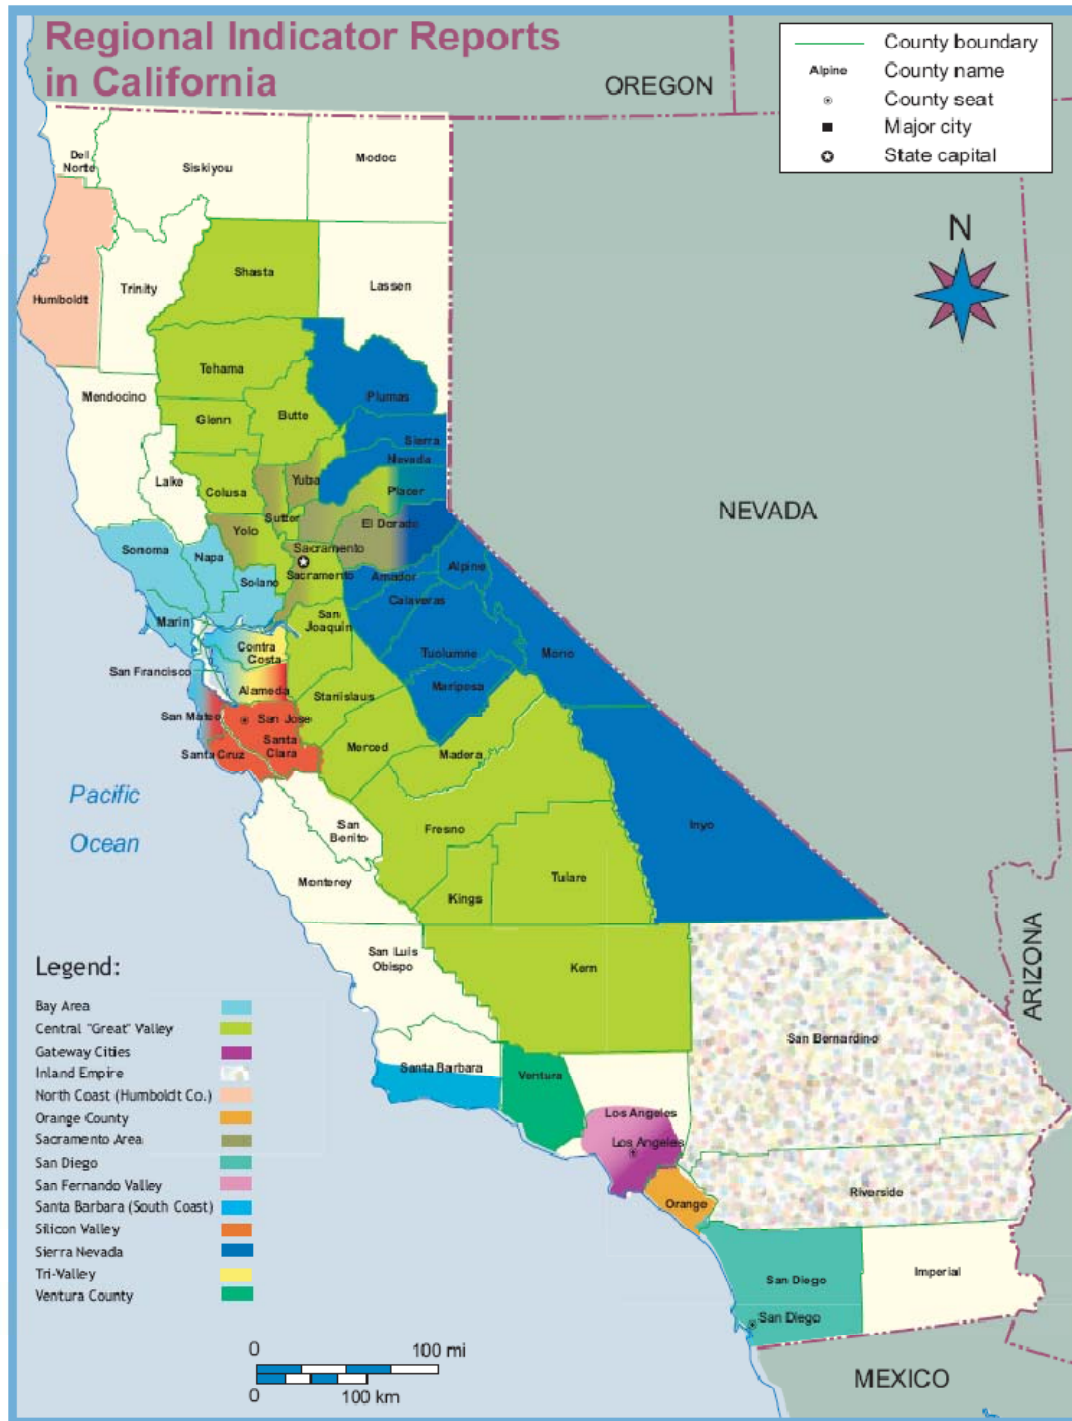 Regional Indicator Reports
in California
OREGON
County boundary
Alpine County name
County seat
Major city
State capital
N
Del
Norte
Siskiyou
Modoc
Humboldt
Trinity
Shasta
Lassen
Tehama
Plumas
Mendocino
Glenn
Butte
Sierra
Nevada
Lake
Colusa
Yuba
Placer
Sutter
NEVADA
Yolo
El Dorado
Sonoma
Napa
Sacramento
Solano
Sacramento
Amador
Alpine
Calaveras
Marin
San
Joaquin
Contra
Costa
Tuolumne
Mono
San Francisco
Alameda
Stanislaus
Mariposa
San Mateo
San Jose
Santa Cruz
Santa
Clara
Merced
Madera
Pacific
Ocean
San
Benito
Fresno
Inyo
Monterey
Kings
Tulare
ARIZONA
San Luis
Obispo
Kern
San Bernardino
Santa Barbara
Ventura
Los Angeles
Los Angeles
Orange
Riverside
San Diego
Imperial
San Diego
MEXICO
Legend:
Bay Area
Central "Great" Valley
Gateway Cities
Inland Empire
North Coast (Humboldt Co.)
Orange County
Sacramento Area
San Diego
San Fernando Valley
Santa Barbara (South Coast)
Silicon Valley
Sierra Nevada
Tri-Valley
Ventura County
0 100 mi
0 100 km